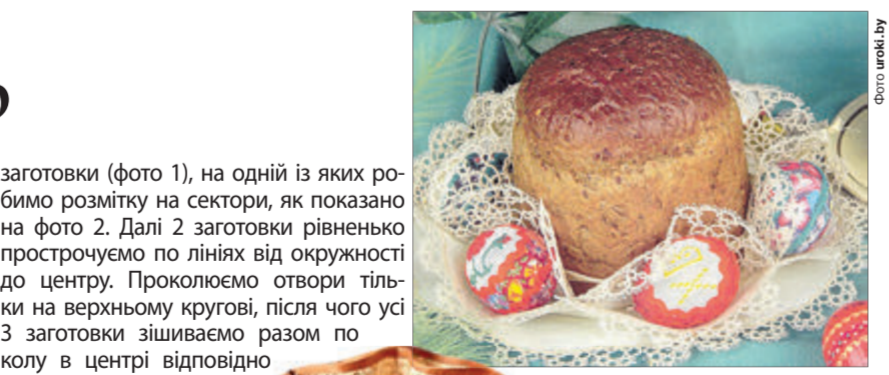 заготовки (фото 1), на одній із яких ро-
бимо розмітку на сектори, як показано
на фото 2. Далі 2 заготовки рівненько
прострочуємо по лініях від окружності
до центру. Проколюємо отвори тіль-
ки на верхньому кругові, після чого усі
3 заготовки зішиваємо разом по
колу в центрі відповідно
Фото uroki.by